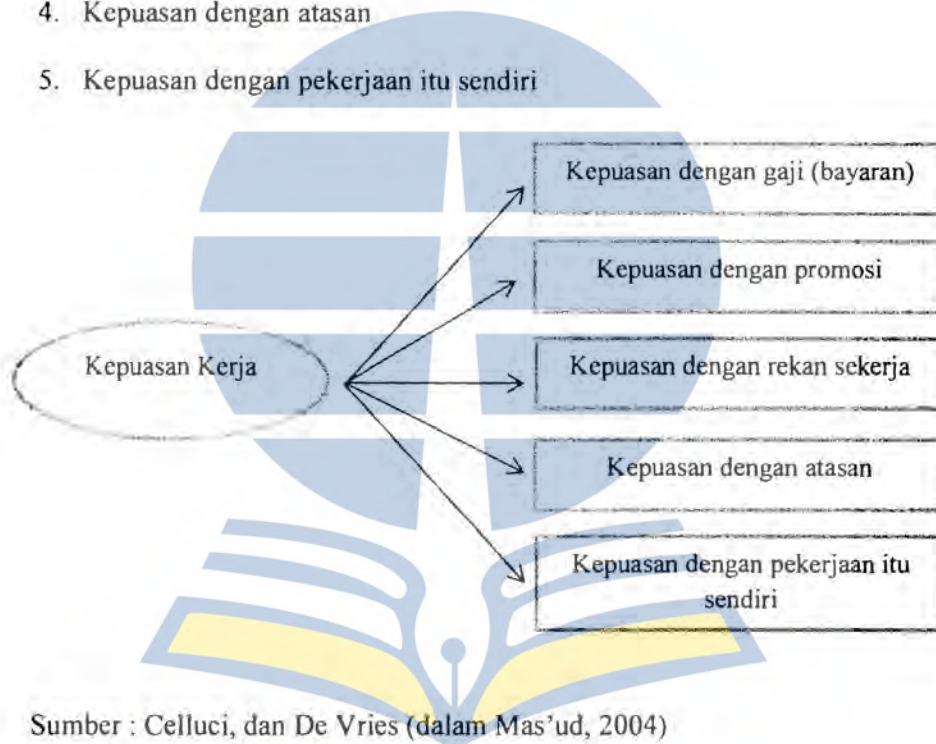 4. Kepuasan dengan atasan
5. Kepuasan dengan pekerjaan itu sendiri
Kepuasan dengan gaji (bayaran)
Kepuasan dengan promosi
Kepuasan Kerja
Kepuasan dengan rekan sekerja
Kepuasan dengan atasan
Kepuasan dengan pekerjaan itu
sendiri
Sumber : Celluci, dan De Vries (dalam Mas'ud, 2004)